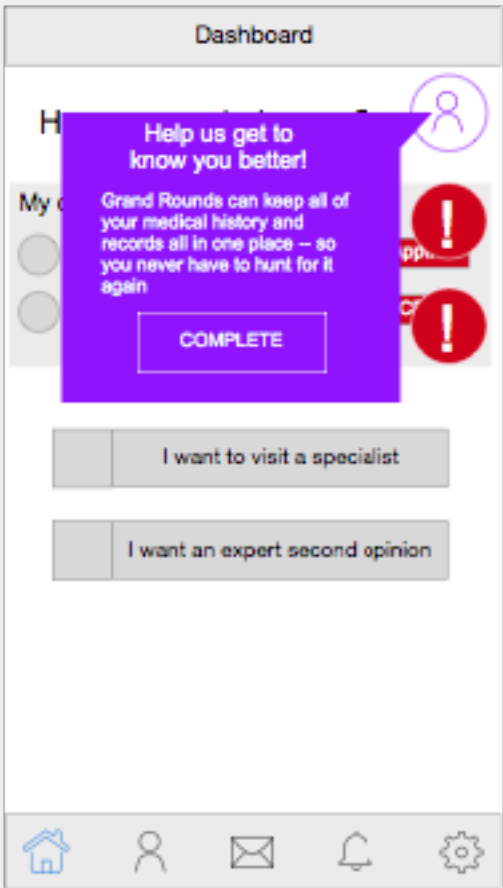 Dashboard
Help us get to
know you better!
My
Grand Rounds can keep all of
your medical history and
records all in one place -- so
you never have to hunt for it
again
COMPLETE
I want to visit a specialist
I want an expert second opinion